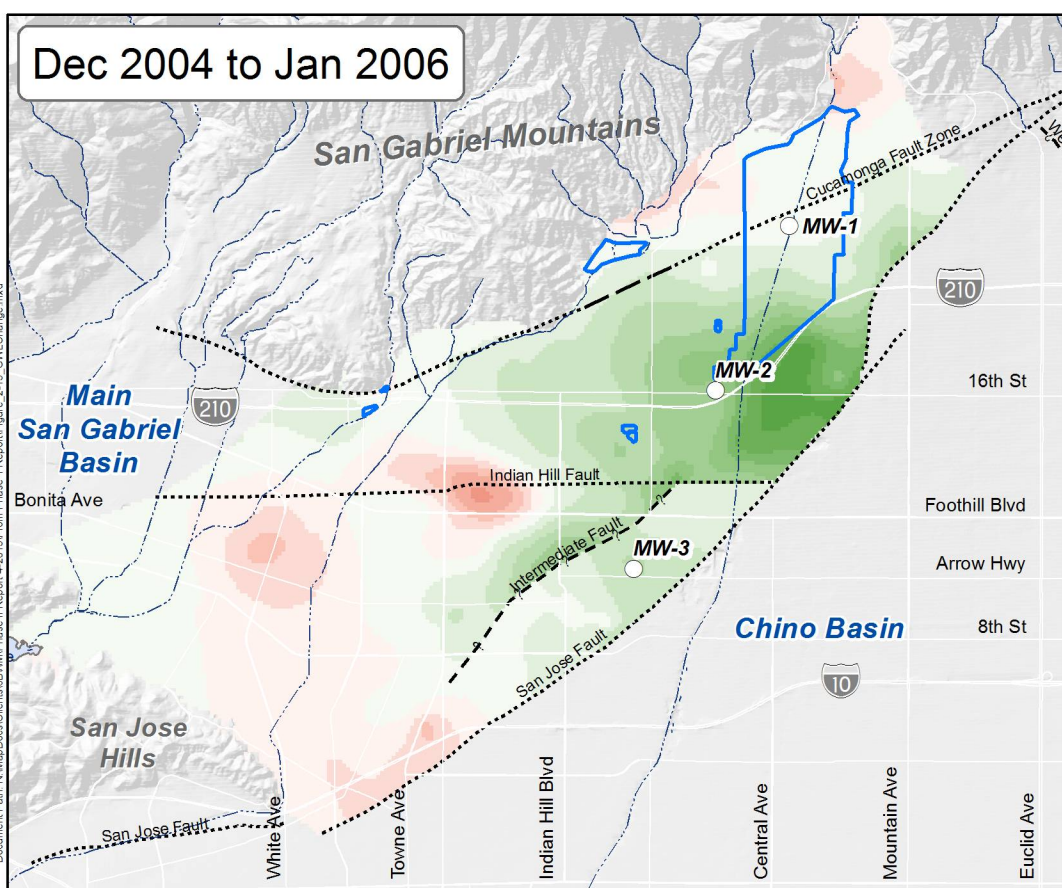 Dec 2004 to Jan 2006
San Gabriel Mountains
Cucamonga Fault Zone
MW-1
210
MW-2
16th St
Main
San Gabriel
Basin
210
Indian Hill Fault
Bonita Ave
Foothill Blvd
Intermediate Fault
MW-3
Arrow Hwy
?
?
?
Chino Basin
8th St
San Jose Fault
10
San Jose
Hills
San Jose Fault
White Ave
Towne Ave
Indian Hill Blvd
Central Ave
Mountain Ave
Euclid Ave